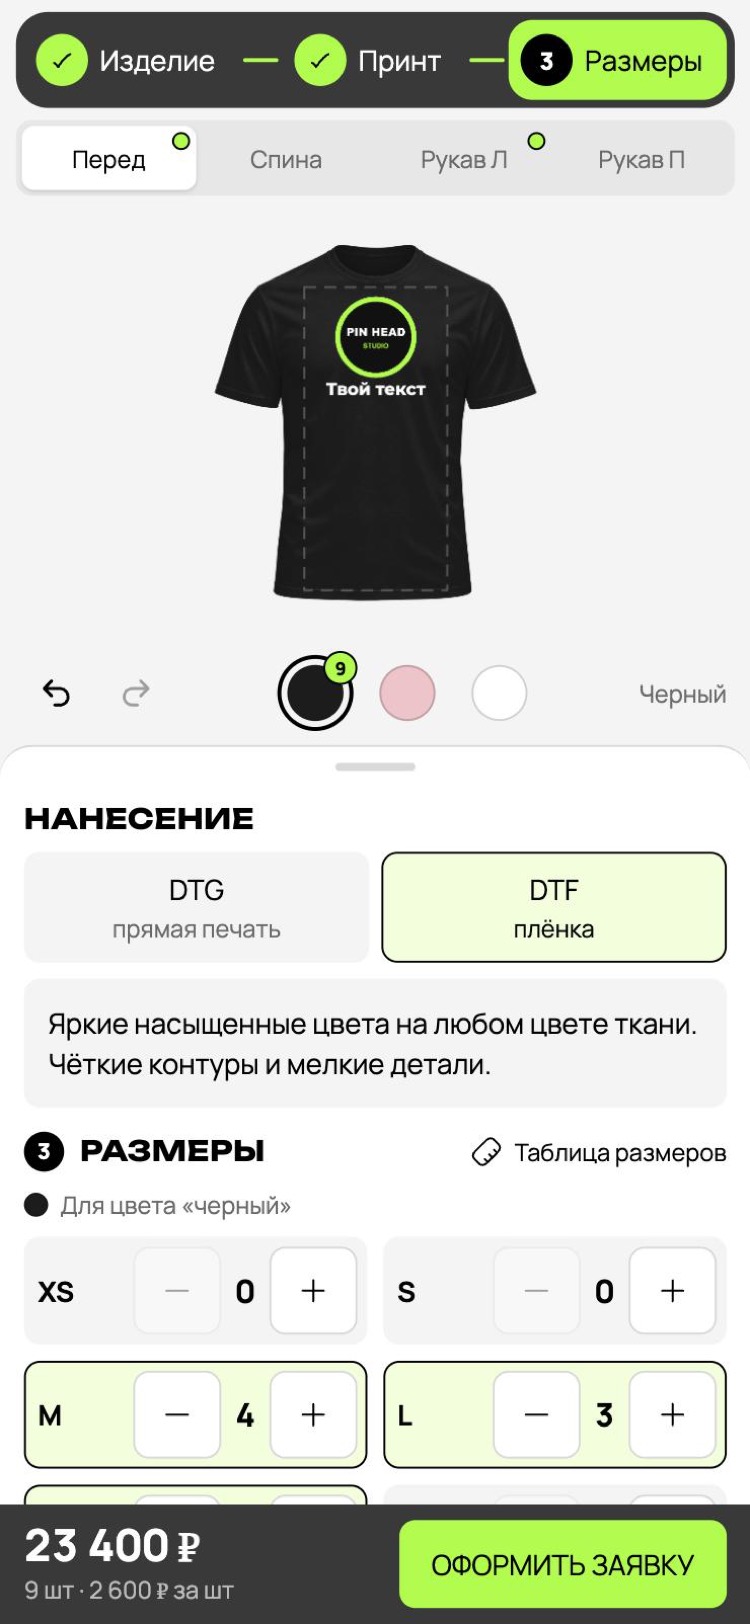 Изделие
Принт
3 Размеры
Перед
Спина
Рукав Л
Рукав П
PIN HEAD
STUDIO
Твой текст
9
Черный
НАНЕСЕНИЕ
DTG
прямая печать
DTF
плёнка
Яркие насыщенные цвета на любом цвете ткани.
Чёткие контуры и мелкие детали.
3 РАЗМЕРЫ
Таблица размеров
Для цвета «черный»
XS − 0 +
S − 0 +
M − 4 +
L − 3 +
23 400 ₽
9 шт · 2 600 ₽ за шт
ОФОРМИТЬ ЗАЯВКУ